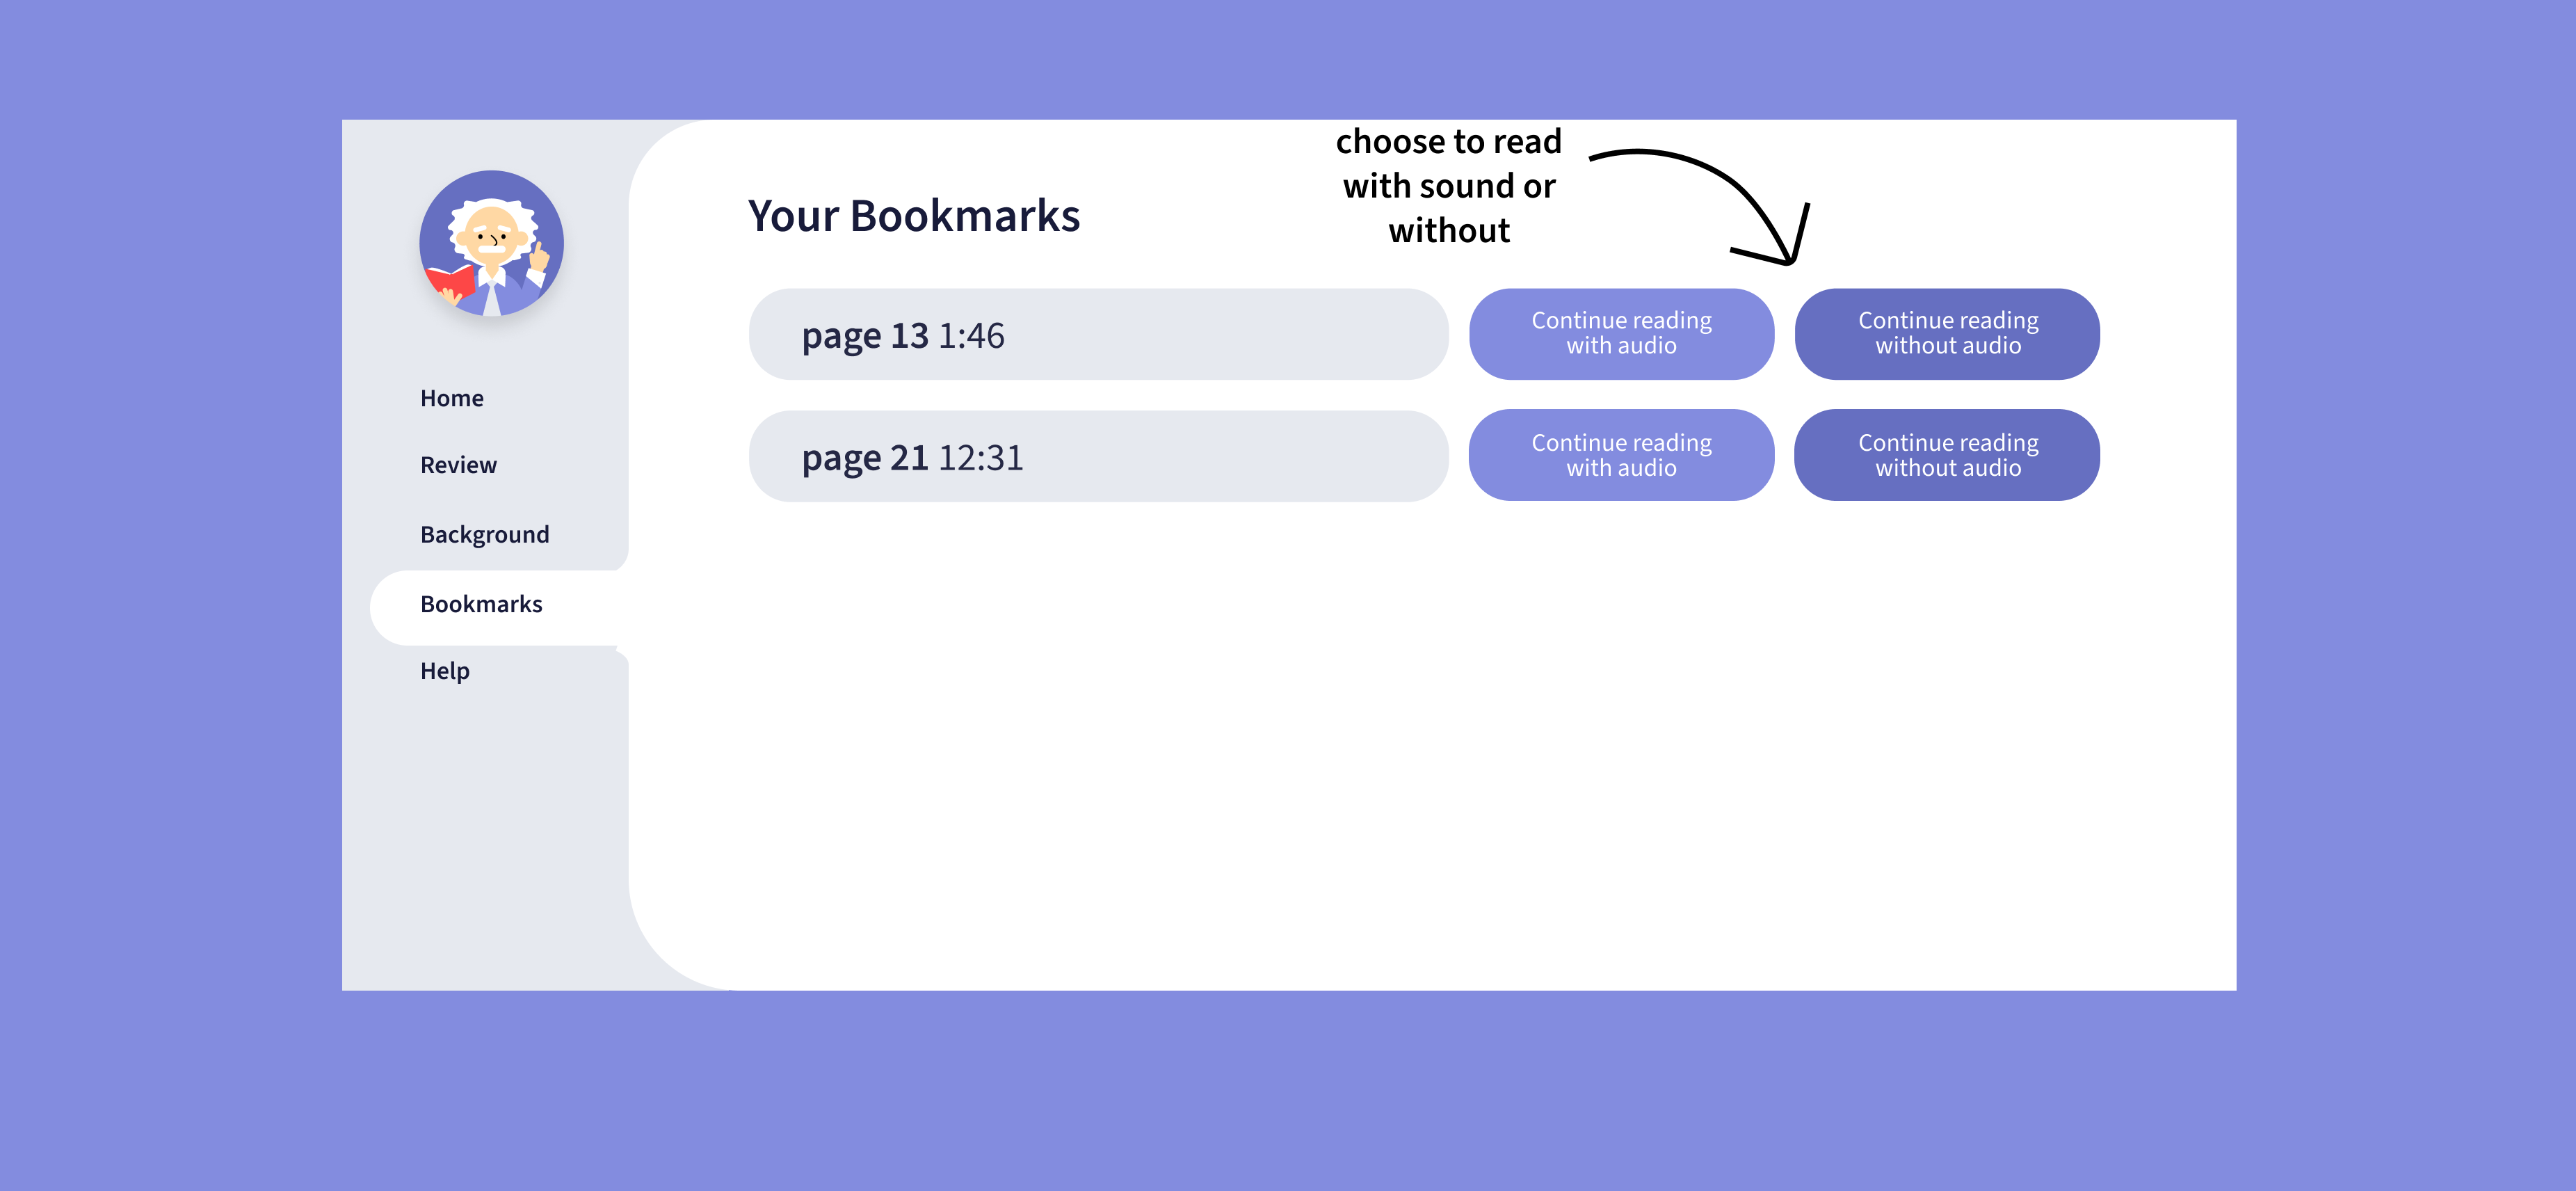 Home
Review
Background
Bookmarks
Help
Your Bookmarks
choose to read
with sound or
without
page 13 1:46
Continue reading
with audio
Continue reading
without audio
page 21 12:31
Continue reading
with audio
Continue reading
without audio